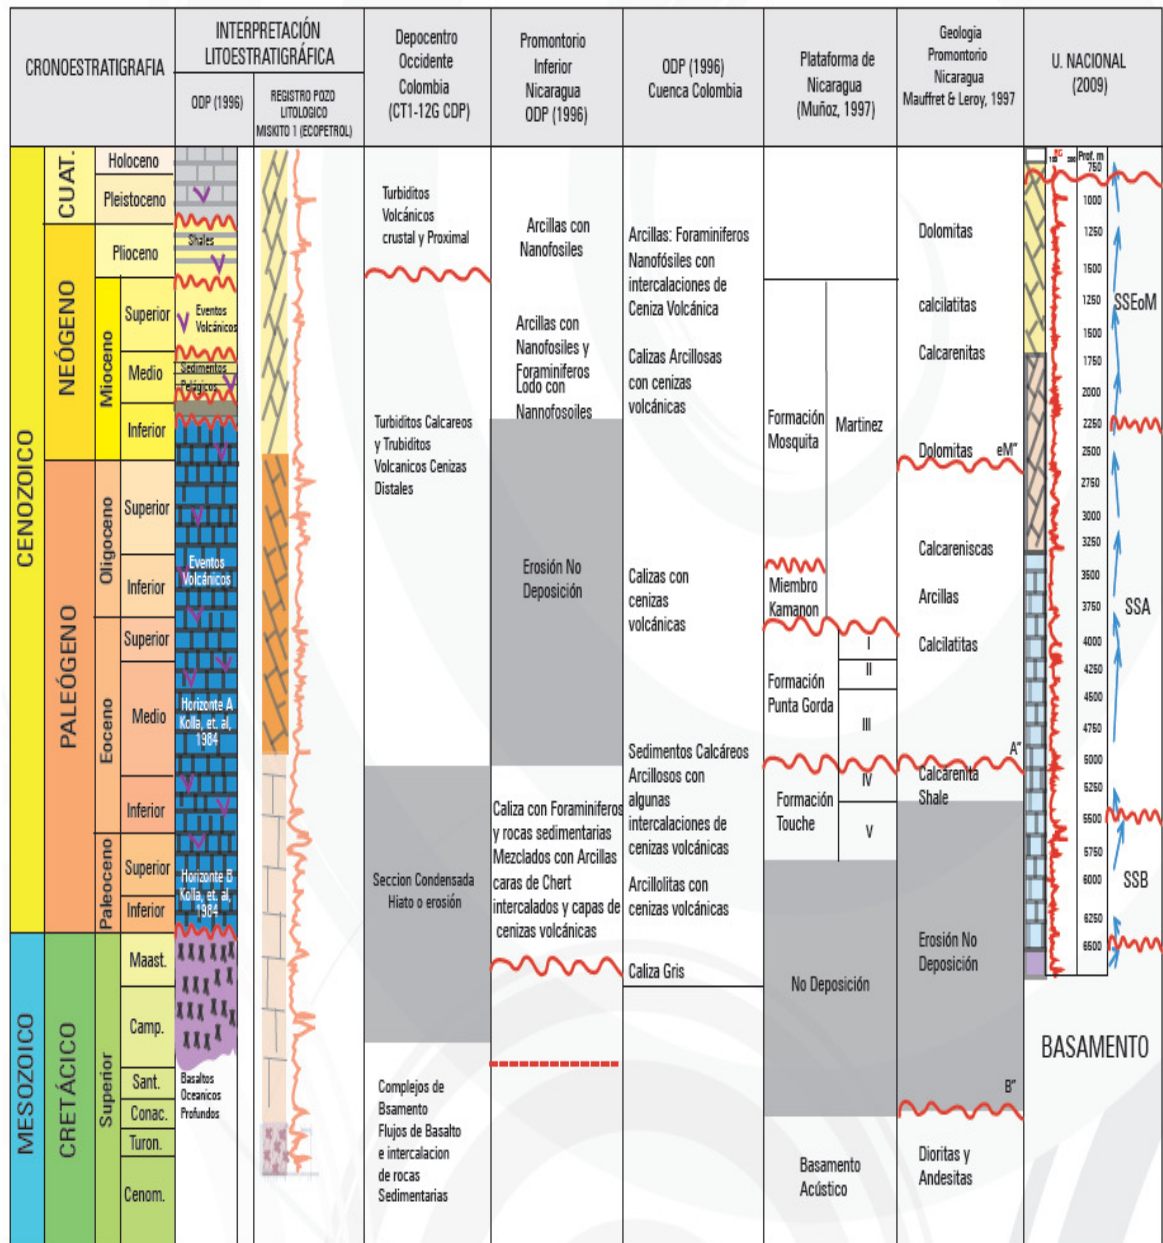 CRONOESTRATIGRAFIA
INTERPRETACIÓN
LITOESTRATIGRÁFICA
ODP (1996)
REGISTRO POZO
LITOLOGICO
MISKITO 1 (ECOPETROL)
Depocentro
Occidente
Colombia
(CT1-12G CDP)
Promontorio
Inferior
Nicaragua
ODP (1996)
ODP (1996)
Cuenca Colombia
Plataforma de
Nicaragua
(Muñoz, 1997)
Geologia
Promontorio
Nicaragua
Mauffret & Leroy, 1997
U. NACIONAL
(2009)
CENOZOICO
MESOZOICO
CUAT.
NEÓGENO
PALEÓGENO
CRETÁCICO
Mioceno
Oligoceno
Eoceno
Paleoceno
Superior
Holoceno
Pleistoceno
Plioceno
Superior
Medio
Inferior
Superior
Inferior
Superior
Medio
Inferior
Superior
Inferior
Maast.
Camp.
Sant.
Conac.
Turon.
Cenom.
Shales
Eventos
Volcánicos
Sedimentos
Pelágicos
Eventos
Volcánicos
Horizonte A
Kolla, et. al,
1984
Horizonte B
Kolla, et. al,
1984
Basaltos
Oceanicos
Profundos
Turbiditos
Volcánicos
crustal y Proximal
Turbiditos Calcareos
y Trubiditos
Volcanicos Cenizas
Distales
Seccion Condensada
Hiato o erosión
Complejos de
Bsamento
Flujos de Basalto
e intercalacion
de rocas
Sedimentarias
Arcillas con
Nanofosiles
Arcillas con
Nanofosiles y
Foraminiferos
Lodo con
Nannofosoiles
Erosión No
Deposición
Caliza con Foraminiferos
y rocas sedimentarias
Mezclados con Arcillas
caras de Chert
intercalados y capas de
cenizas volcánicas
Arcillas: Foraminiferos
Nanofósiles con
intercalaciones de
Ceniza Volcánica
Calizas Arcillosas
con cenizas
volcánicas
Calizas con
cenizas
volcánicas
Sedimentos Calcáreos
Arcillosos con
algunas
intercalaciones de
cenizas volcánicas
Arcillolitas con
cenizas volcánicas
Caliza Gris
Formación
Mosquita
Martinez
Miembro
Kamanon
Formación
Punta Gorda
I
II
III
Formación
Touche
IV
V
No Deposición
Basamento
Acústico
Dolomitas
calcilatitas
Calcarenitas
Dolomitas eM"
Calcareniscas
Arcillas
Calcilatitas
A"
Calcárenita
Shale
Erosión No
Deposición
B"
Dioritas y
Andesitas
RG
Prof. m
750
1000
1250
1500
1250
1500
1750
2000
2250
2500
2750
3000
3250
3500
3750
4000
4250
4500
4750
5000
5250
5500
5750
6000
6250
6500
SSEoM
SSA
SSB
BASAMENTO